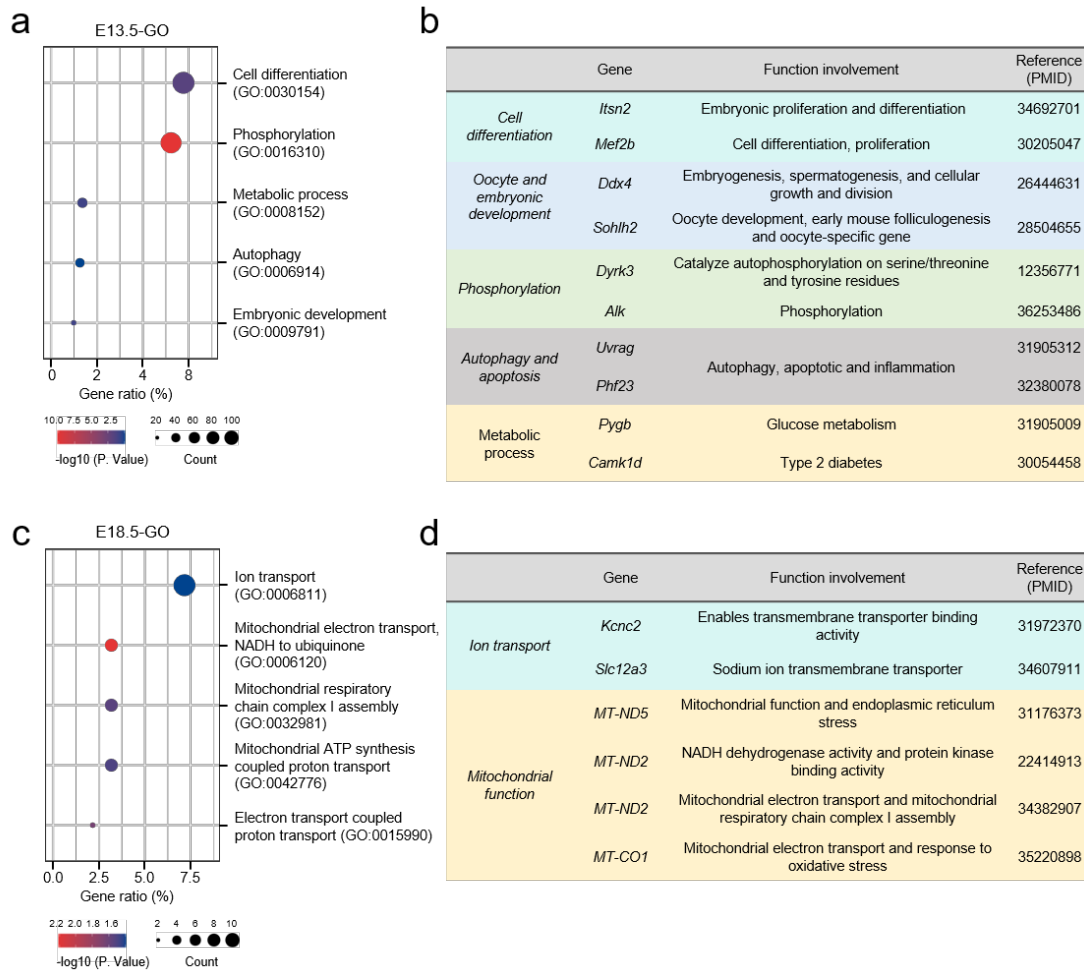 a
E13.5-GO
Cell differentiation
(GO:0030154)
Phosphorylation
(GO:0016310)
Metabolic process
(GO:0008152)
Autophagy
(GO:0006914)
Embryonic development
(GO:0009791)
0 2 4 8
Gene ratio (%)
10.0 7.5 5.0 2.5
-log10 (P. Value)
20 40 60 80 100
Count
b
Gene Function involvement Reference
(PMID)
Cell
differentiation
Itsn2 Embryonic proliferation and differentiation 34692701
Mef2b Cell differentiation, proliferation 30205047
Oocyte and
embryonic
development
Ddx4 Embryogenesis, spermatogenesis, and cellular
growth and division 26444631
Sohlh2 Oocyte development, early mouse folliculogenesis
and oocyte-specific gene 28504655
Phosphorylation
Dyrk3 Catalyze autophosphorylation on serine/threonine
and tyrosine residues 12356771
Alk Phosphorylation 36253486
Autophagy and
apoptosis
Uvrag 31905312
Autophagy, apoptotic and inflammation
Phf23 32380078
Metabolic
process
Pygb Glucose metabolism 31905009
Camk1d Type 2 diabetes 30054458
c
E18.5-GO
Ion transport
(GO:0006811)
Mitochondrial electron transport,
NADH to ubiquinone
(GO:0006120)
Mitochondrial respiratory
chain complex I assembly
(GO:0032981)
Mitochondrial ATP synthesis
coupled proton transport
(GO:0042776)
Electron transport coupled
proton transport (GO:0015990)
0.0 2.5 5.0 7.5
Gene ratio (%)
2.2 2.0 1.8 1.6
-log10 (P. Value)
2 4 6 8 10
Count
d
Gene Function involvement Reference
(PMID)
Ion transport
Kcnc2 Enables transmembrane transporter binding
activity 31972370
Slc12a3 Sodium ion transmembrane transporter 34607911
Mitochondrial
function
MT-ND5 Mitochondrial function and endoplasmic reticulum
stress 31176373
MT-ND2 NADH dehydrogenase activity and protein kinase
binding activity 22414913
MT-ND2 Mitochondrial electron transport and mitochondrial
respiratory chain complex I assembly 34382907
MT-CO1 Mitochondrial electron transport and response to
oxidative stress 35220898